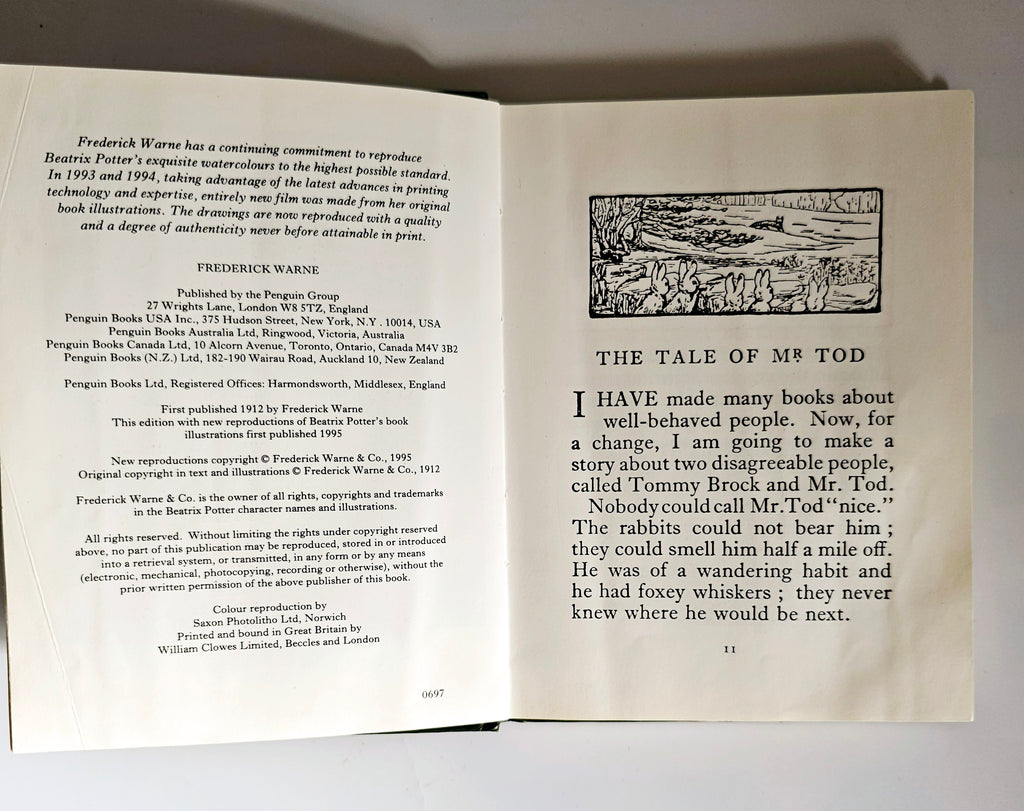 Frederick Warne has a continuing commitment to reproduce
Beatrix Potter's exquisite watercolours to the highest possible standard.
In 1993 and 1994, taking advantage of the latest advances in printing
technology and expertise, entirely new film was made from her original
book illustrations. The drawings are now reproduced with a quality
and a degree of authenticity never before attainable in print.
FREDERICK WARNE
Published by the Penguin Group
27 Wrights Lane, London W8 5TZ, England
Penguin Books USA Inc., 375 Hudson Street, New York, N.Y. 10014, USA
Penguin Books Australia Ltd, Ringwood, Victoria, Australia
Penguin Books Canada Ltd, 10 Alcorn Avenue, Toronto, Ontario, Canada M4V 3B2
Penguin Books (N.Z.) Ltd, 182-190 Wairau Road, Auckland 10, New Zealand
Penguin Books Ltd, Registered Offices: Harmondsworth, Middlesex, England
First published 1912 by Frederick Warne
This edition with new reproductions of Beatrix Potter's book
illustrations first published 1995
New reproductions copyright © Frederick Warne & Co., 1995
Original copyright in text and illustrations © Frederick Warne & Co., 1912
Frederick Warne & Co. is the owner of all rights, copyrights and trademarks
in the Beatrix Potter character names and illustrations.
All rights reserved. Without limiting the rights under copyright reserved
above, no part of this publication may be reproduced, stored in or introduced
into a retrieval system, or transmitted, in any form or by any means
(electronic, mechanical, photocopying, recording or otherwise), without the
prior written permission of the above publisher of this book.
Colour reproduction by
Saxon Photolitho Ltd, Norwich
Printed and bound in Great Britain by
William Clowes Limited, Beccles and London
0697
THE TALE OF MR TOD
I HAVE made many books about
well-behaved people. Now, for
a change, I am going to make a
story about two disagreeable people,
called Tommy Brock and Mr. Tod.
Nobody could call Mr. Tod "nice."
The rabbits could not bear him ;
they could smell him half a mile off.
He was of a wandering habit and
he had foxey whiskers ; they never
knew where he would be next.
11